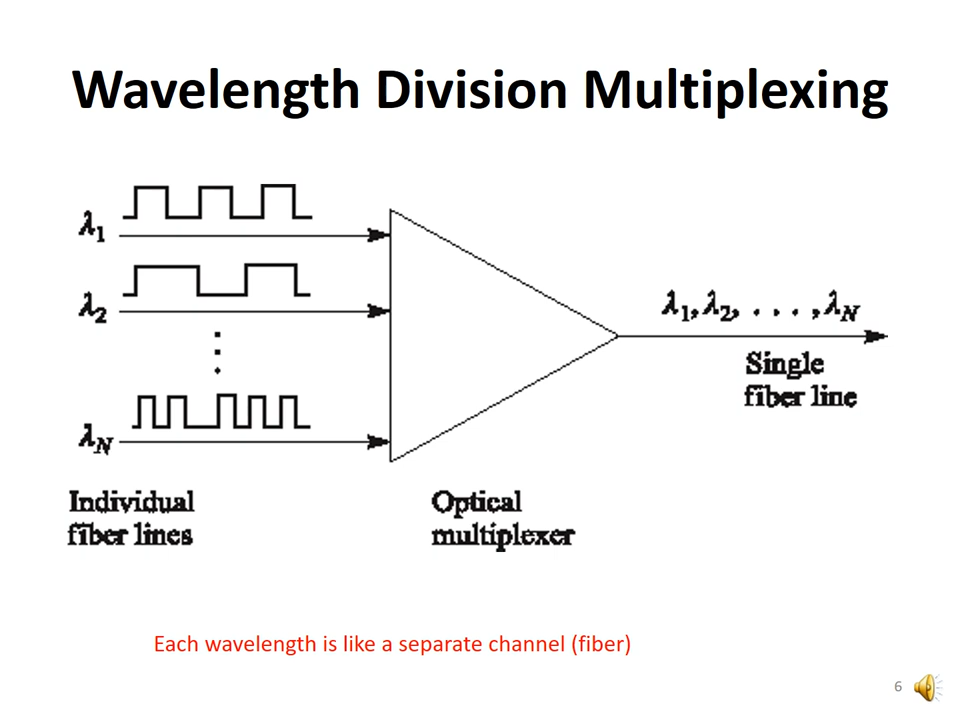 Wavelength Division Multiplexing
λ1
λ2
λN
λ1, λ2, . . . , λN
Single
fiber line
Individual
fiber lines
Optical
multiplexer
Each wavelength is like a separate channel (fiber)
6